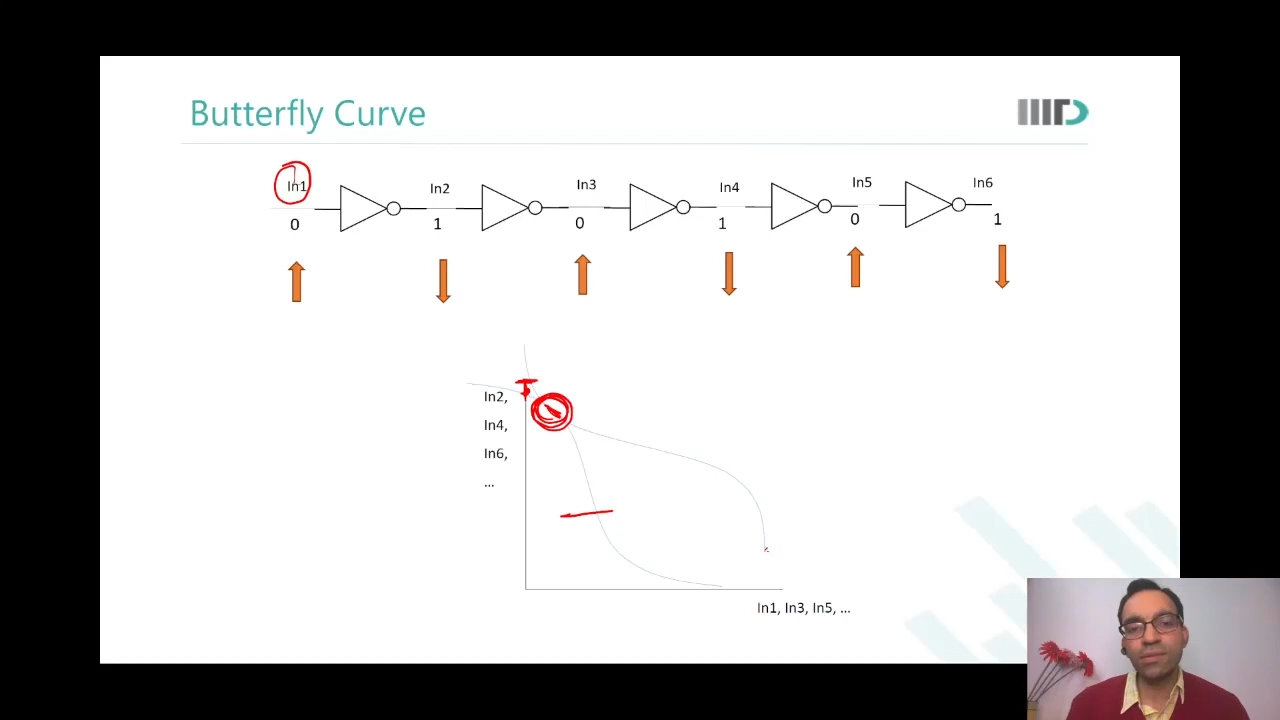 Butterfly Curve
IIITD
In1 In2 In3 In4 In5 In6
0 1 0 1 0 1
In2,
In4,
In6,
...
In1, In3, In5, ...